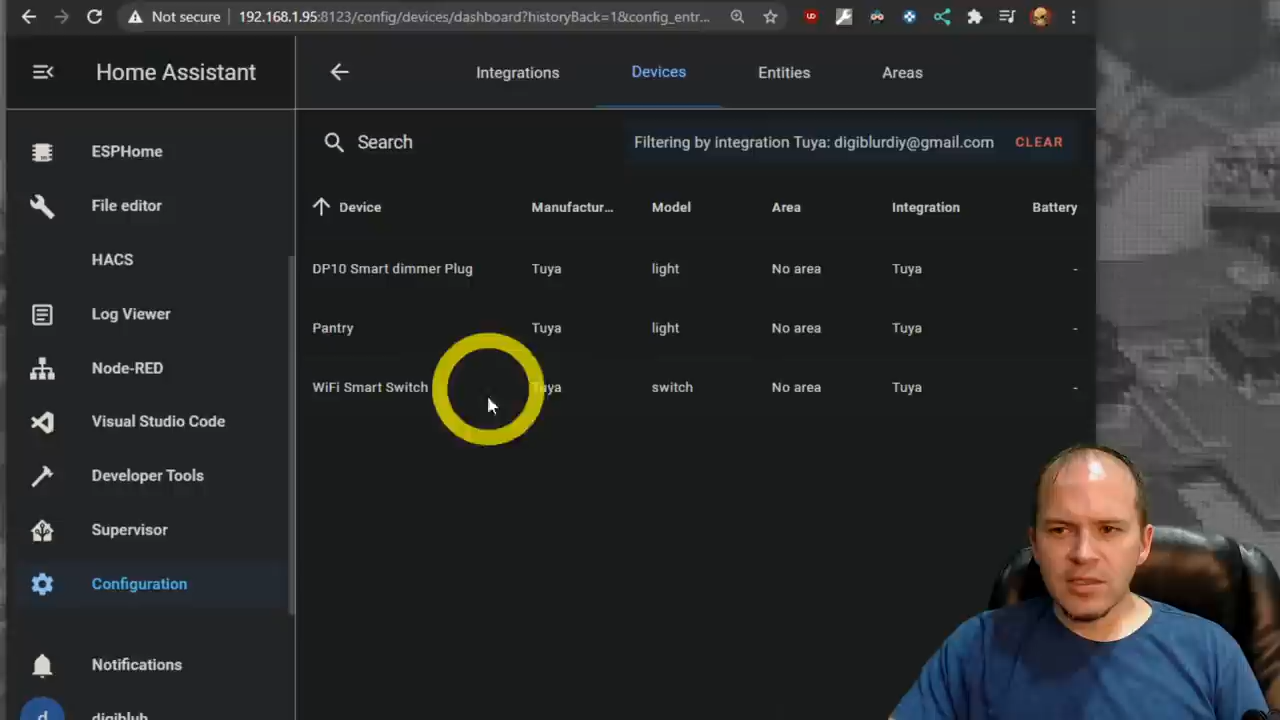 Not secure
192.168.1.95:8123/config/devices/dashboard?historyBack=1&config_entr...
Home Assistant
Integrations
Devices
Entities
Areas
ESPHome
File editor
HACS
Log Viewer
Node-RED
Visual Studio Code
Developer Tools
Supervisor
Configuration
Notifications
d digiblub
Search
Filtering by integration Tuya: digiblurdiy@gmail.com
CLEAR
Device Manufactur... Model Area Integration Battery
DP10 Smart dimmer Plug Tuya light No area Tuya -
Pantry Tuya light No area Tuya -
WiFi Smart Switch Tuya switch No area Tuya -